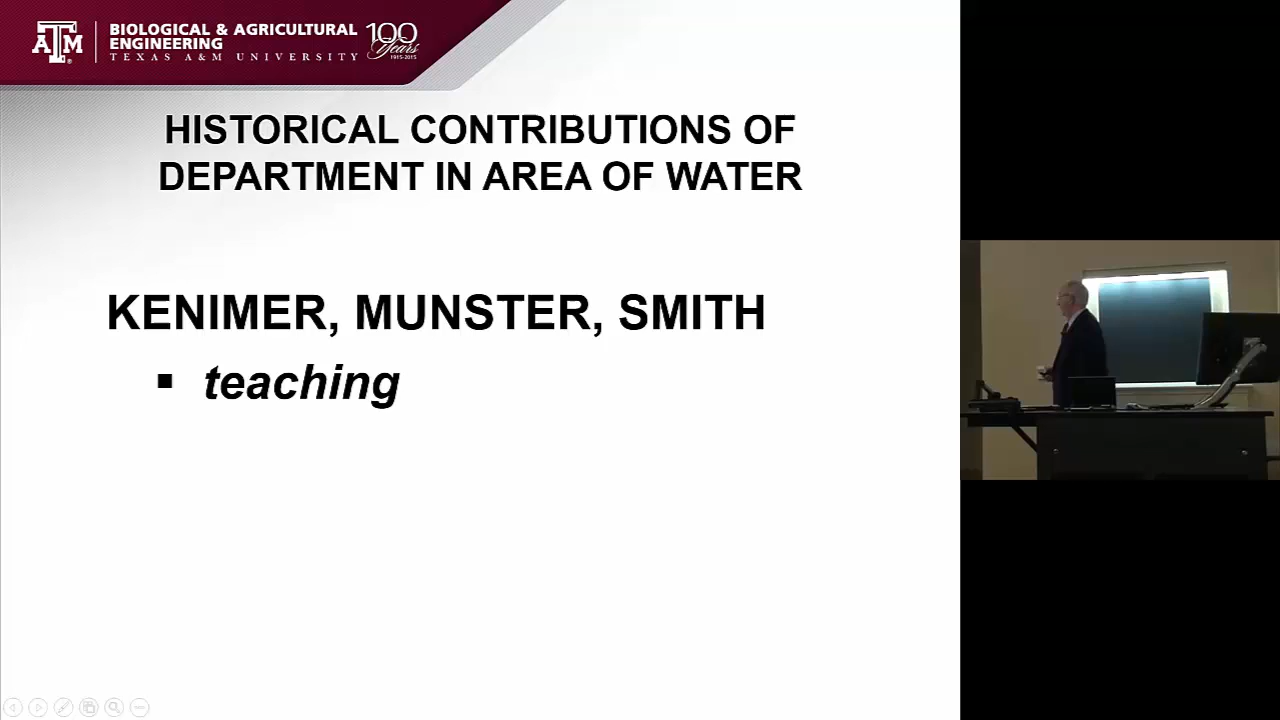 ATM
BIOLOGICAL & AGRICULTURAL
ENGINEERING
TEXAS A&M UNIVERSITY
100
Years
1915-2015
HISTORICAL CONTRIBUTIONS OF
DEPARTMENT IN AREA OF WATER
KENIMER, MUNSTER, SMITH
▪ teaching